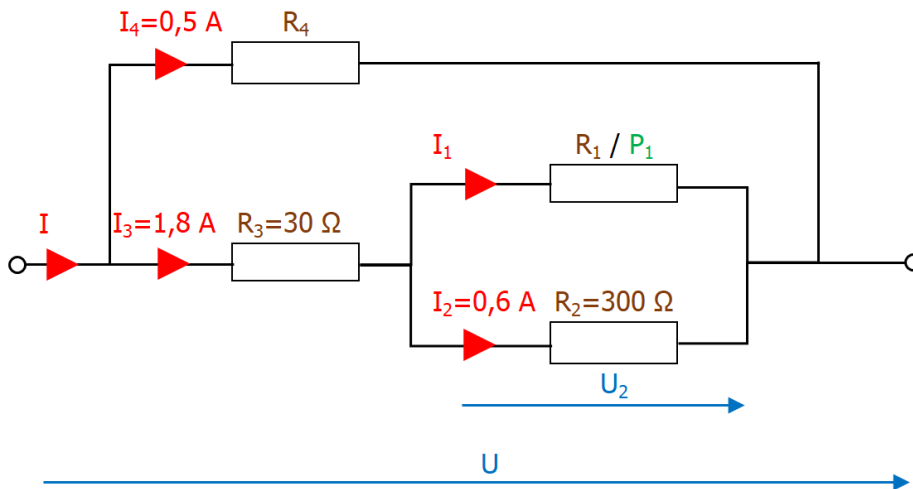 I₄=0,5 A R₄
I₁ R₁ / P₁
I I₃=1,8 A R₃=30 Ω
I₂=0,6 A R₂=300 Ω
U₂
U